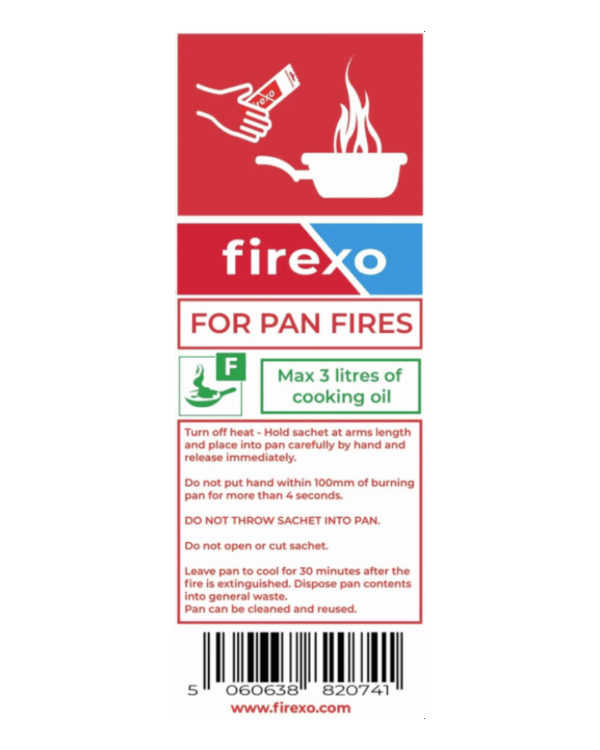 rexo
firexo
FOR PAN FIRES
F
Max 3 litres of
cooking oil
Turn off heat - Hold sachet at arms length
and place into pan carefully by hand and
release immediately.
Do not put hand within 100mm of burning
pan for more than 4 seconds.
DO NOT THROW SACHET INTO PAN.
Do not open or cut sachet.
Leave pan to cool for 30 minutes after the
fire is extinguished. Dispose pan contents
into general waste.
Pan can be cleaned and reused.
5 060638 820741
www.firexo.com